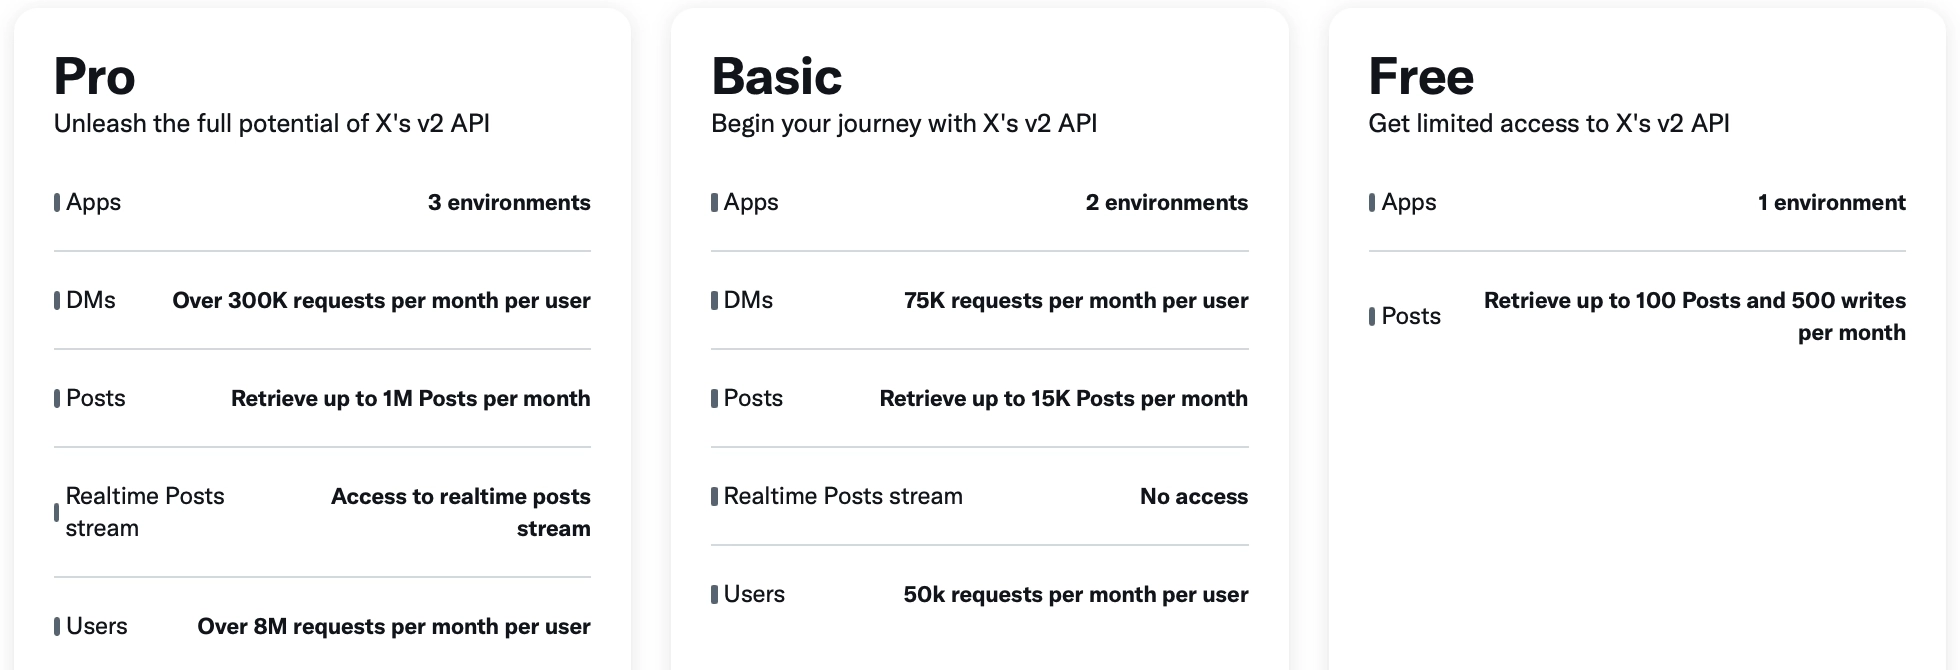 Pro
Unleash the full potential of X's v2 API
Apps 3 environments
DMs Over 300K requests per month per user
Posts Retrieve up to 1M Posts per month
Realtime Posts stream
Access to realtime posts stream
Users Over 8M requests per month per user
Basic
Begin your journey with X's v2 API
Apps 2 environments
DMs 75K requests per month per user
Posts Retrieve up to 15K Posts per month
Realtime Posts stream No access
Users 50k requests per month per user
Free
Get limited access to X's v2 API
Apps 1 environment
Posts Retrieve up to 100 Posts and 500 writes
per month